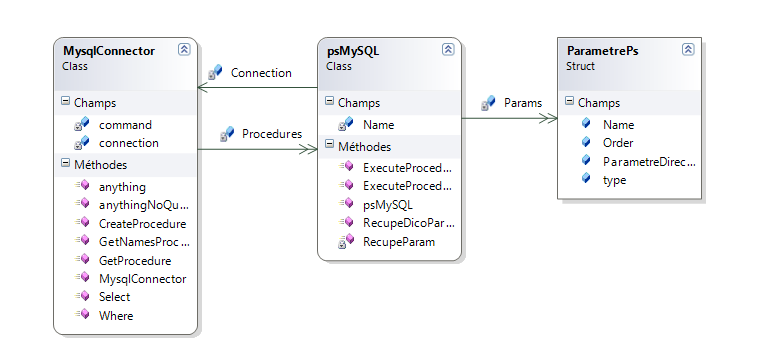 MysqlConnector
Class
Champs
command
connection
Méthodes
anything
anythingNoQu...
CreateProcedure
GetNamesProc...
GetProcedure
MysqlConnector
Select
Where
Connection
Procedures
psMySQL
Class
Champs
Name
Méthodes
ExecuteProced...
ExecuteProced...
psMySQL
RecupeDicoPar...
RecupeParam
Params
ParametrePs
Struct
Champs
Name
Order
ParametreDirec...
type